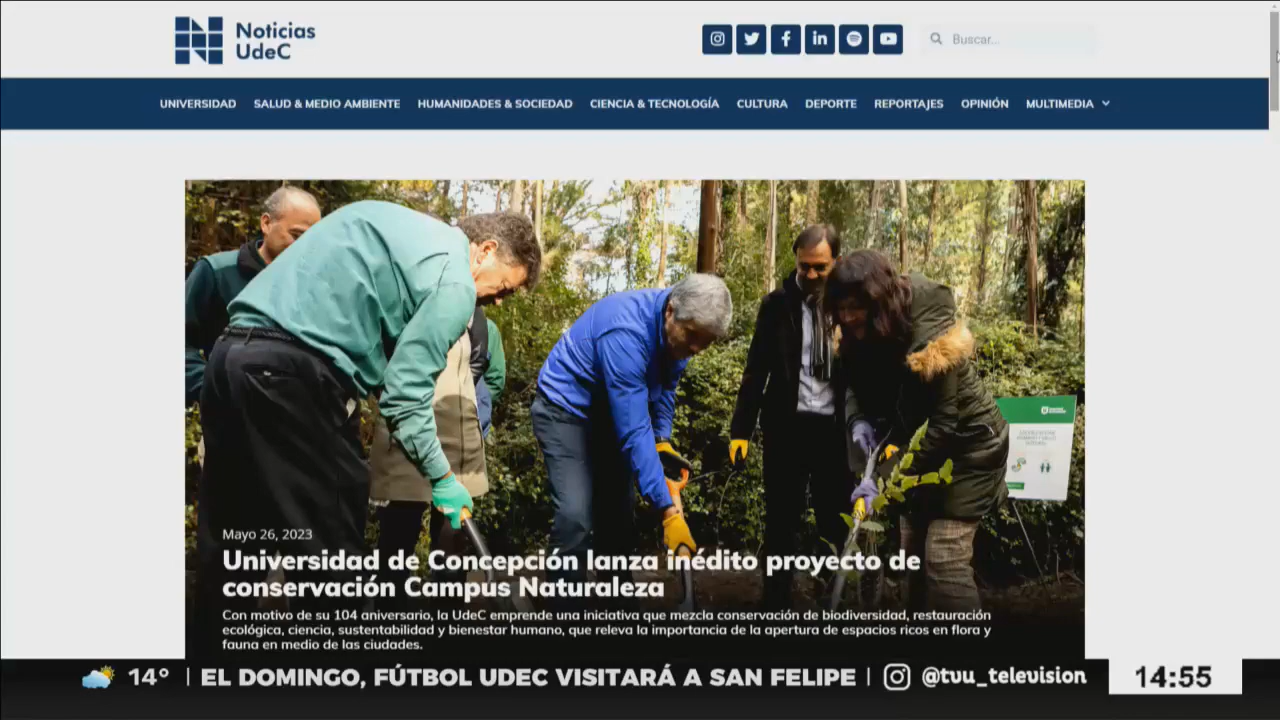 Noticias
UdeC
Buscar...
UNIVERSIDAD SALUD & MEDIO AMBIENTE HUMANIDADES & SOCIEDAD CIENCIA & TECNOLOGÍA CULTURA DEPORTE REPORTAJES OPINIÓN MULTIMEDIA
Mayo 26, 2023
Universidad de Concepción lanza inédito proyecto de
conservación Campus Naturaleza
Con motivo de su 104 aniversario, la UdeC emprende una iniciativa que mezcla conservación de biodiversidad, restauración
ecológica, ciencia, sustentabilidad y bienestar humano, que releva la importancia de la apertura de espacios ricos en flora y
fauna en medio de las ciudades.
14° | EL DOMINGO, FÚTBOL UDEC VISITARÁ A SAN FELIPE | @tvu_television 14:55